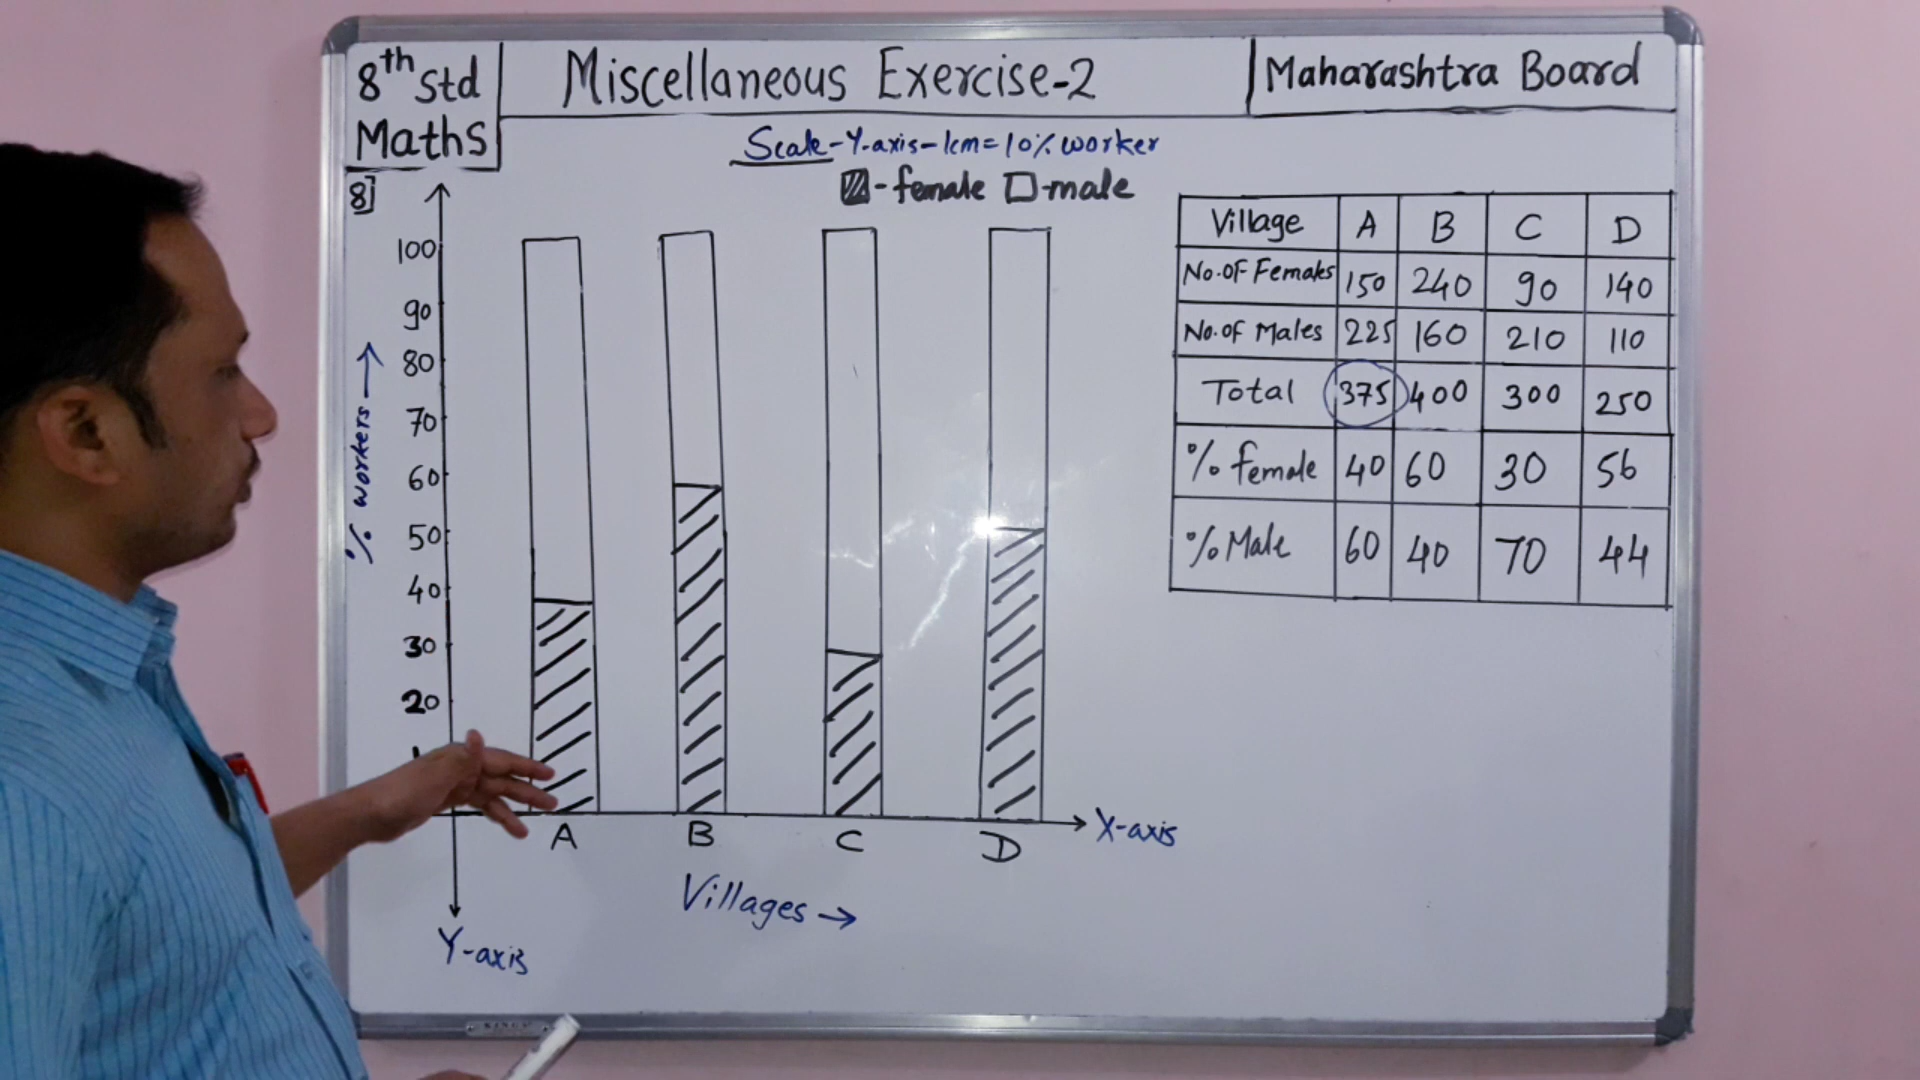 8th Std
Maths
Miscellaneous Exercise-2
Maharashtra Board
Scale-Y-axis-1cm=10% worker
-female -male
8]
100
90
80
70
60
50
40
30
20
% workers
A B C D
X-axis
Villages
Y-axis
Village A B C D
No.of Females 150 240 90 140
No.of Males 225 160 210 110
Total 375 400 300 250
% female 40 60 30 56
% Male 60 40 70 44